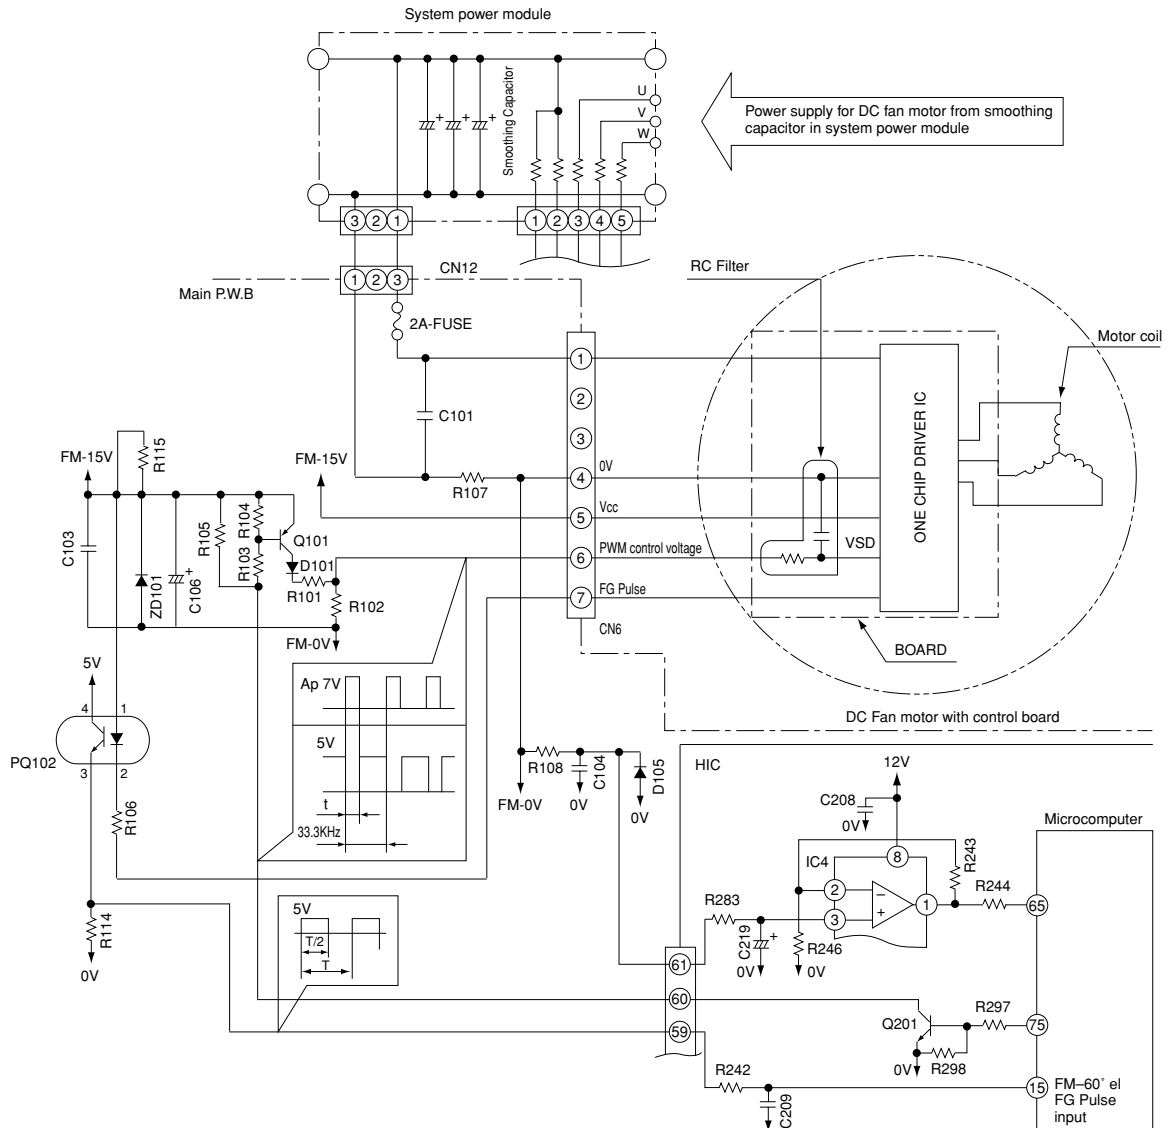 System power module
Smoothing Capacitor
U
V
W
Power supply for DC fan motor from smoothing
capacitor in system power module
3 2 1
1 2 3 4 5
1 2 3
CN12
Main P.W.B
2A-FUSE
RC Filter
Motor coil
1
2
3
4
5
6
7
C101
FM-15V
R107
0V
Vcc
PWM control voltage
FG Pulse
CN6
VSD
ONE CHIP DRIVER IC
BOARD
DC Fan motor with control board
FM-15V
R115
C103
ZD101
C106
R105
R104
R103
Q101
D101
R101
R102
FM-0V
5V
4
1
PQ102
3
2
R106
R114
0V
Ap 7V
5V
t
33.3KHz
5V
T/2
T
R108
C104
D105
FM-0V
0V
0V
HIC
12V
C208
0V
IC4
8
2
3
1
–
+
R243
R244
65
Microcomputer
R283
C219
0V
R246
0V
61
60
59
Q201
R297
75
0V
R298
R242
C209
15
FM–60˚ el
FG Pulse
input